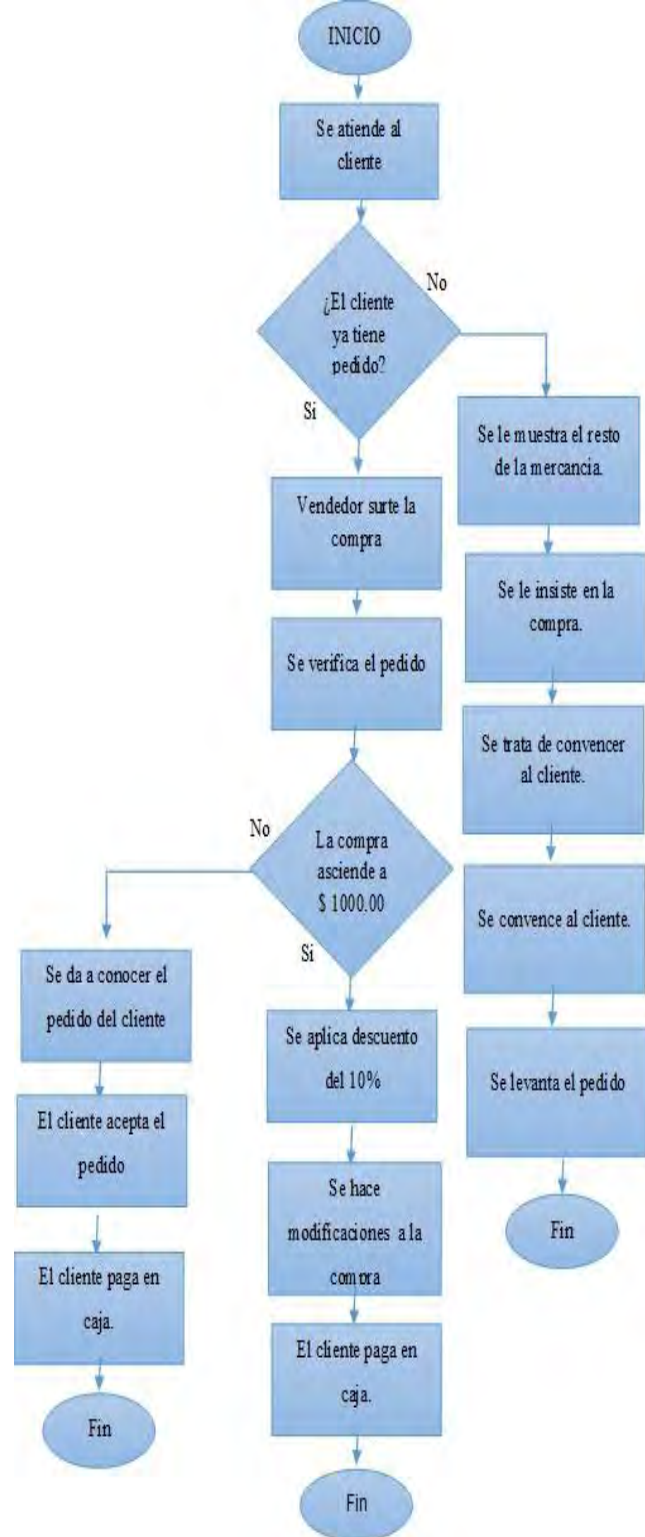 INICIO
Se atiende al
cliente
¿El cliente
ya tiene
pedido?
No
Si
Se le muestra el resto
de la mercancia.
Vendedor surte la
compra
Se le insiste en la
compra.
Se verifica el pedido
Se trata de convencer
al cliente.
No
La compra
asciende a
$ 1000.00
Si
Se convence al cliente.
Se da a conocer el
pedido del cliente
Se aplica descuento
del 10%
Se levanta el pedido
El cliente acepta el
pedido
Se hace
modificaciones a la
compra
Fin
El cliente paga en
caja.
El cliente paga en
caja.
Fin
Fin